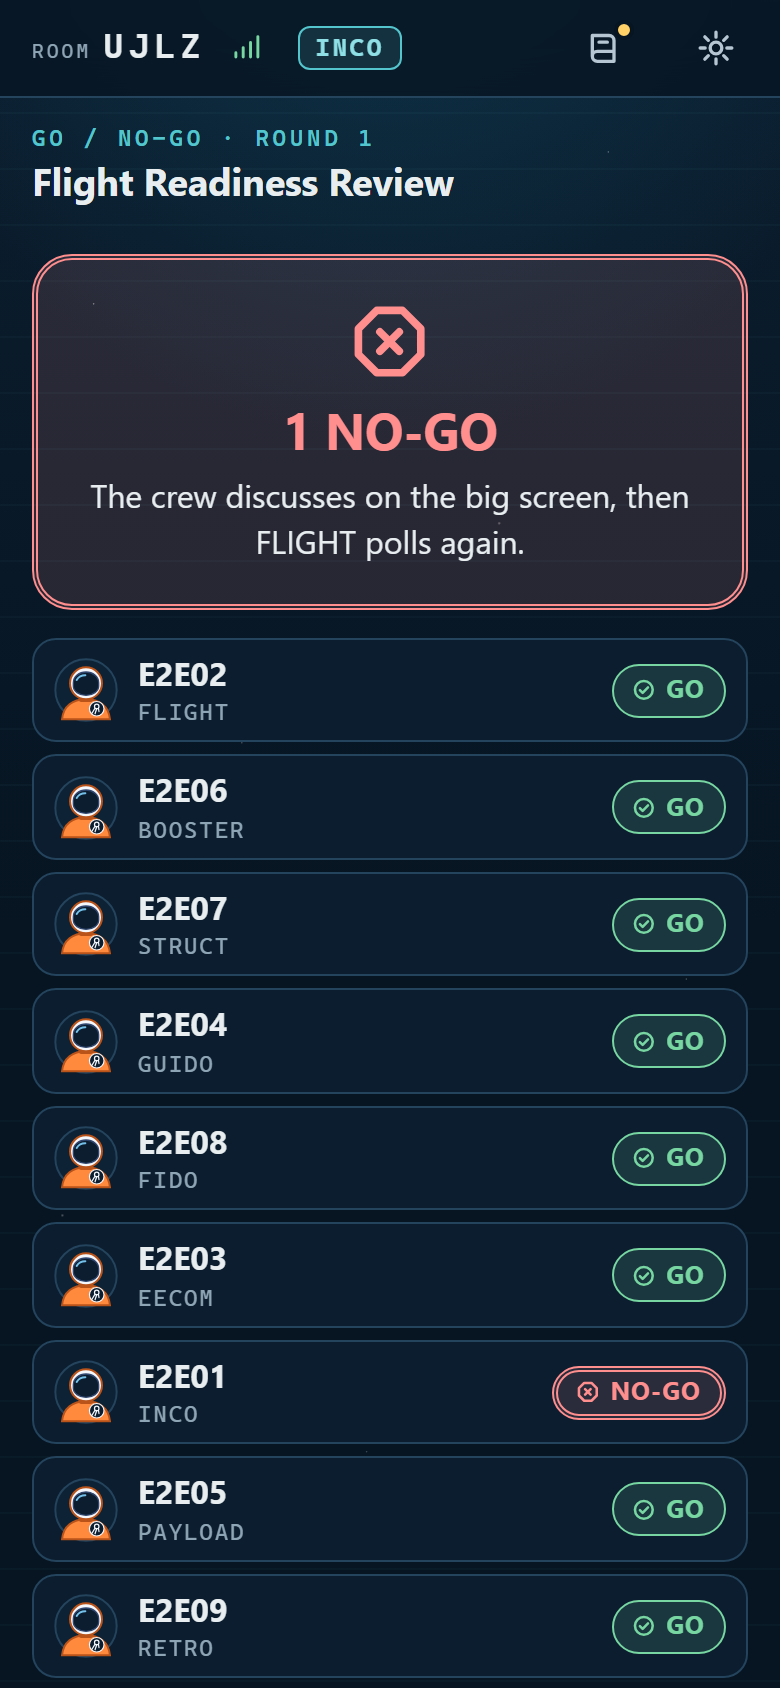 ROOM UJLZ INCO
GO / NO-GO · ROUND 1
Flight Readiness Review
1 NO-GO
The crew discusses on the big screen, then
FLIGHT polls again.
E2E02
FLIGHT
GO
E2E06
BOOSTER
GO
E2E07
STRUCT
GO
E2E04
GUIDO
GO
E2E08
FIDO
GO
E2E03
EECOM
GO
E2E01
INCO
NO-GO
E2E05
PAYLOAD
GO
E2E09
RETRO
GO